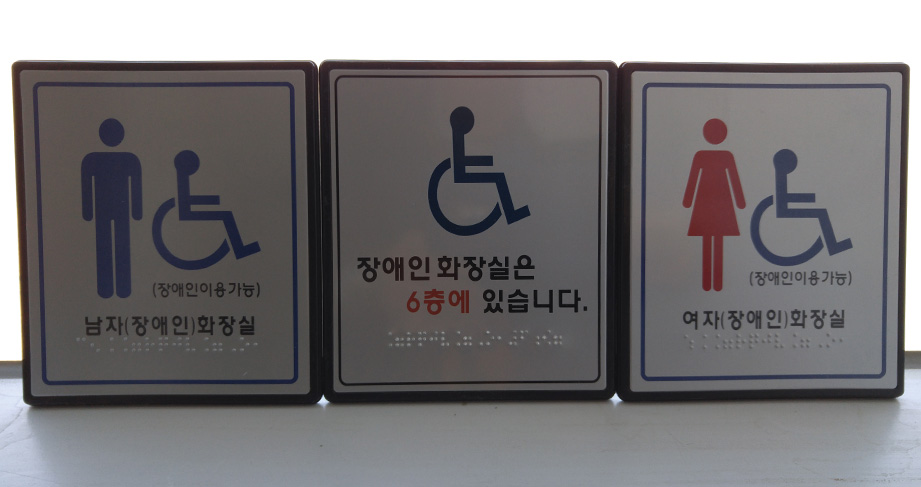 (장애인이용가능)
남자(장애인)화장실
장애인 화장실은
6층에 있습니다.
(장애인이용가능)
여자(장애인)화장실